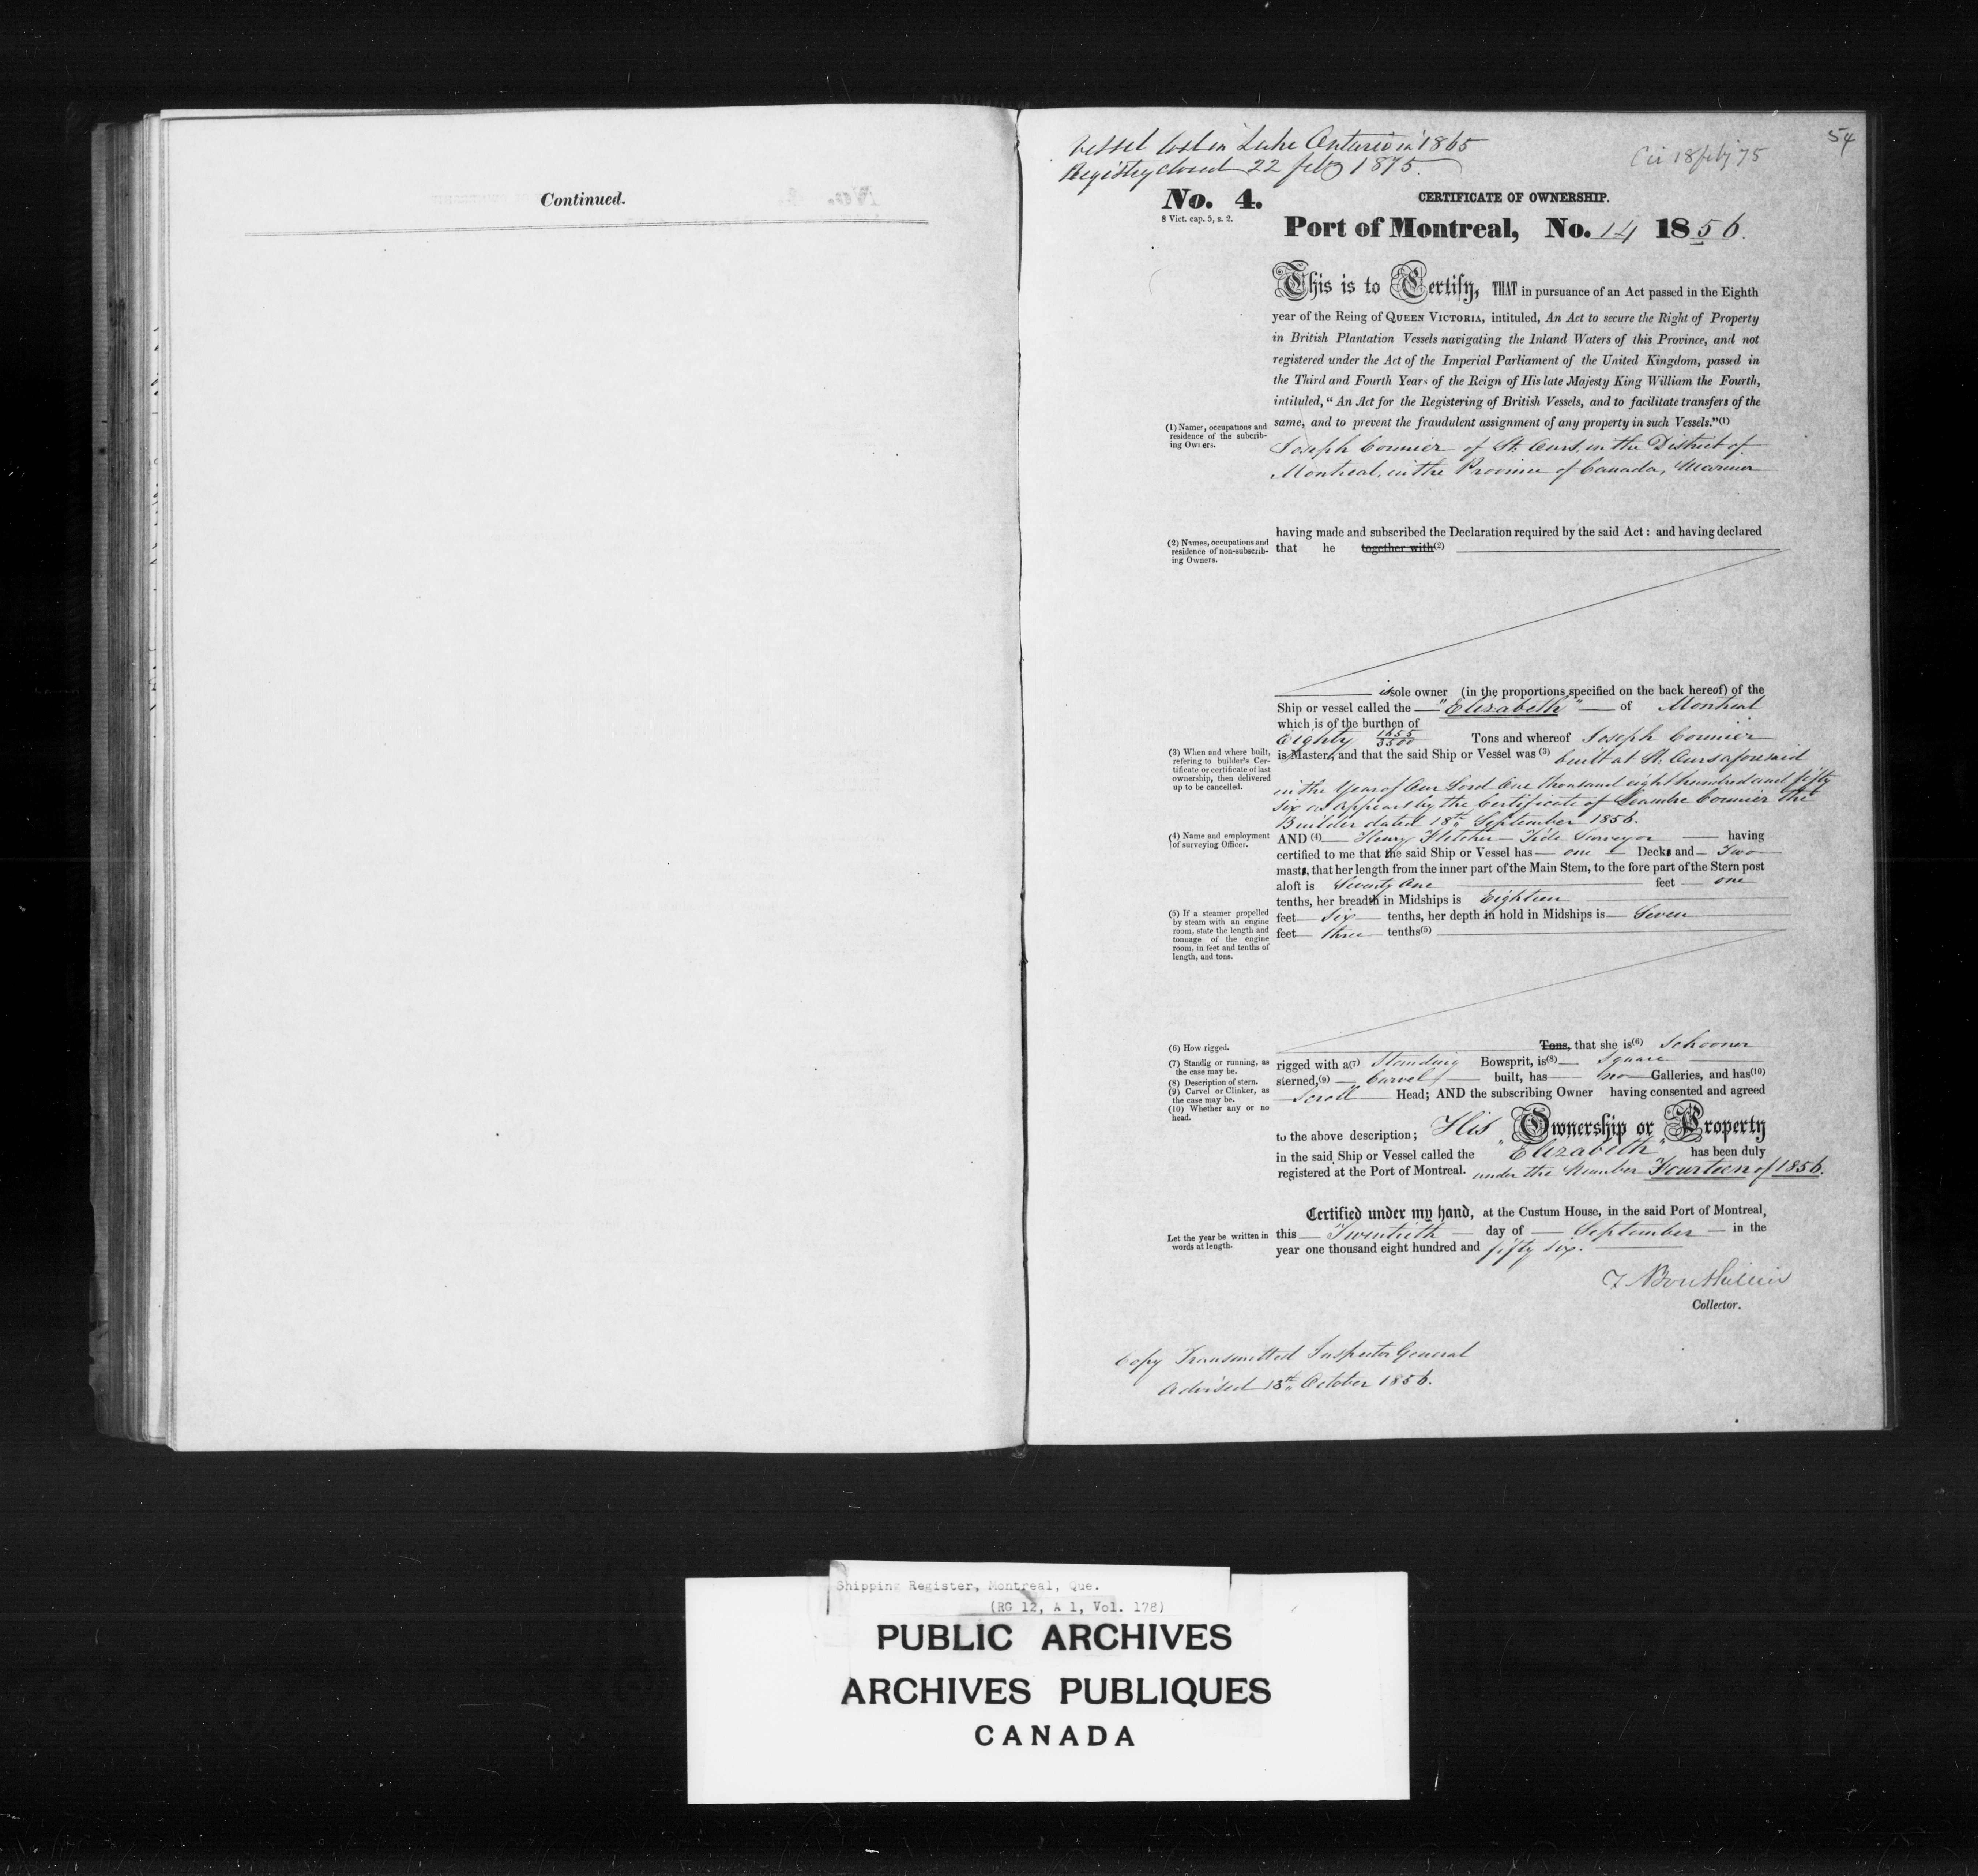 Continued.
54
Vessel lost in Lake Ontario in 1865
Cir 18 feby 75
Registry closed 22 feby 1875.
No. 4.
8 Vict. cap. 5, s. 2.
CERTIFICATE OF OWNERSHIP.
Port of Montreal, No. 14 1856.
This is to Certify, THAT in pursuance of an Act passed in the Eighth
year of the Reing of QUEEN VICTORIA, intituled, An Act to secure the Right of Property
in British Plantation Vessels navigating the Inland Waters of this Province, and not
registered under the Act of the Imperial Parliament of the United Kingdom, passed in
the Third and Fourth Years of the Reign of His late Majesty King William the Fourth,
intituled, "An Act for the Registering of British Vessels, and to facilitate transfers of the
same, and to prevent the fraudulent assignment of any property in such Vessels."(1)
(1) Names, occupations and
residence of the subcrib-
ing Owners.
Joseph Cournier of St. Ours, in the District of
Montreal, in the Province of Canada, Mariner
having made and subscribed the Declaration required by the said Act: and having declared
that he together with(2)
(2) Names, occupations and
residence of non-subscrib-
ing Owners.
is sole owner (in the proportions specified on the back hereof) of the
Ship or vessel called the "Elizabeth" of Montreal
which is of the burthen of
Eighty 1655/3500 Tons and whereof Joseph Cournier
is Master, and that the said Ship or Vessel was (3) built at St. Ours aforesaid
in the Year of Our Lord One thousand eight hundred and fifty
six as appears by the Certificate of Leandre Cournier the
Builder dated 18th September 1856.
(3) When and where built,
refering to builder's Cer-
tificate or certificate of last
ownership, then delivered
up to be cancelled.
AND (4) Henry Fletcher Tide Surveyor having
certified to me that the said Ship or Vessel has one Decks and Two
masts, that her length from the inner part of the Main Stem, to the fore part of the Stern post
aloft is Seventy One feet one
tenths, her breadth in Midships is Eighteen
feet Six tenths, her depth in hold in Midships is Seven
feet three tenths(5)
(4) Name and employment
of surveying Officer.
(5) If a steamer propelled
by steam with an engine
room, state the length and
tonnage of the engine
room, in feet and tenths of
length, and tons.
Tons, that she is(6) Schooner
rigged with a(7) Standing Bowsprit, is(8) Square
sterned,(9) Carvel built, has no Galleries, and has(10)
Scroll Head; AND the subscribing Owner having consented and agreed
(6) How rigged.
(7) Standig or running, as
the case may be.
(8) Description of stern.
(9) Carvel or Clinker, as
the case may be.
(10) Whether any or no
head.
to the above description; His Ownership or Property
in the said Ship or Vessel called the "Elizabeth" has been duly
registered at the Port of Montreal. under the Number Fourteen of 1856.
Certified under my hand, at the Custum House, in the said Port of Montreal,
this Twentieth day of September in the
year one thousand eight hundred and fifty six.
Let the year be written in
words at length.
T Bouthillier
Collector.
Copy Transmitted Inspector General
Advised 13th October 1856.
Shipping Register, Montreal, Que.
(RG 12, A 1, Vol. 178)
PUBLIC ARCHIVES
ARCHIVES PUBLIQUES
CANADA